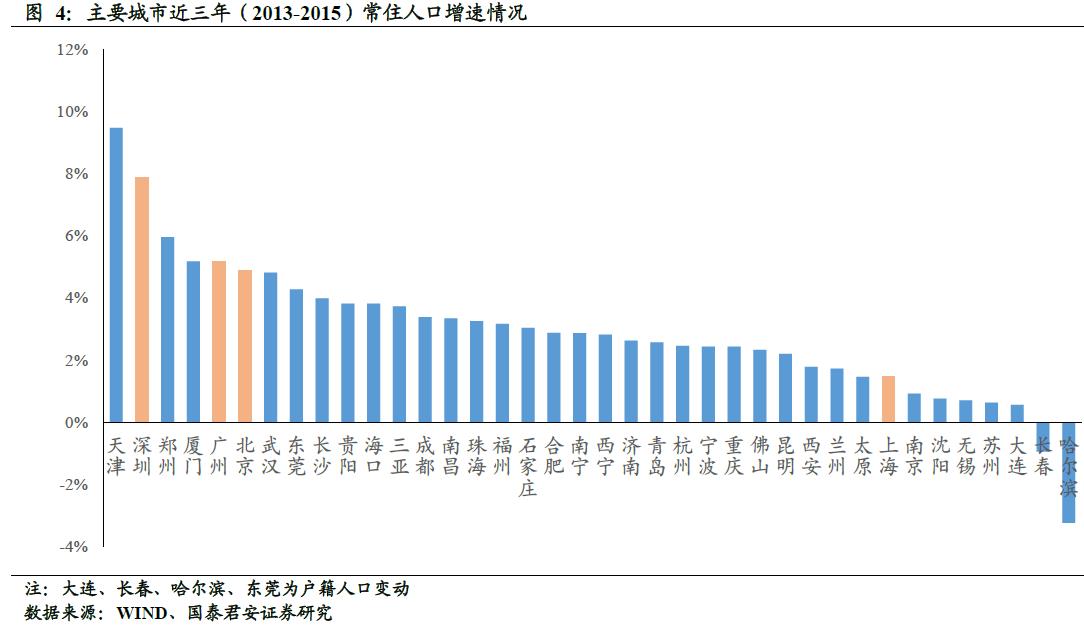 图 4：主要城市近三年（2013-2015）常住人口增速情况
12%
10%
8%
6%
4%
2%
0%
-2%
-4%
天津 深圳 郑州 厦门 广州 北京 武汉 东莞 长沙 贵阳 海口 三亚 成都 南昌 珠海 福州 石家庄 合肥 南宁 西宁 济南 青岛 杭州 宁波 重庆 佛山 昆明 西安 兰州 太原 上海 南京 沈阳 无锡 苏州 大连 长春 哈尔滨
注：大连、长春、哈尔滨、东莞为户籍人口变动
数据来源：WIND、国泰君安证券研究